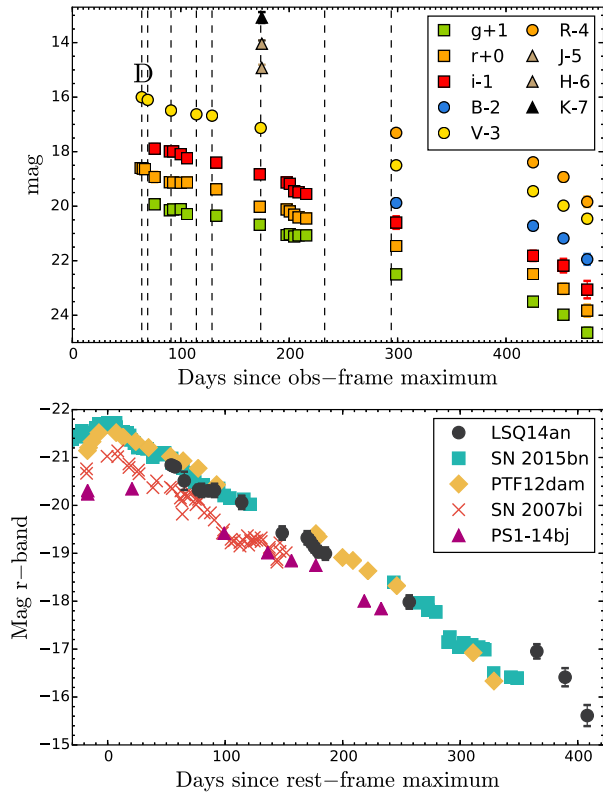 D
14
16
18
20
22
24
mag
0
100
200
300
400
Days since obs−frame maximum
g+1
r+0
i-1
B-2
V-3
R-4
J-5
H-6
K-7
−22
−21
−20
−19
−18
−17
−16
−15
Mag r−band
0
100
200
300
400
Days since rest−frame maximum
LSQ14an
SN 2015bn
PTF12dam
SN 2007bi
PS1-14bj